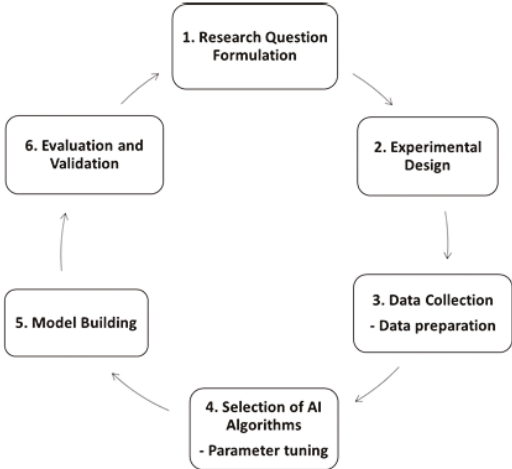 1. Research Question
Formulation
2. Experimental
Design
3. Data Collection
- Data preparation
4. Selection of AI
Algorithms
- Parameter tuning
5. Model Building
6. Evaluation and
Validation